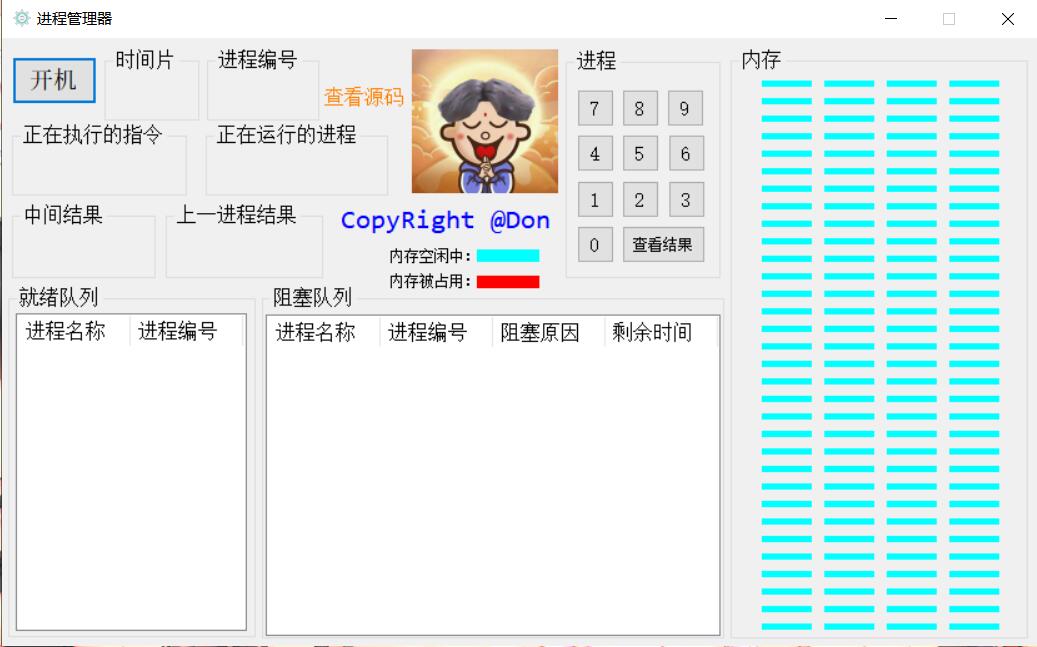 进程管理器
开机
时间片
进程编号
查看源码
正在执行的指令
正在运行的进程
中间结果
上一进程结果
CopyRight @Don
内存空闲中：
内存被占用：
进程
7 8 9
4 5 6
1 2 3
0 查看结果
内存
就绪队列
进程名称 进程编号
阻塞队列
进程名称 进程编号 阻塞原因 剩余时间